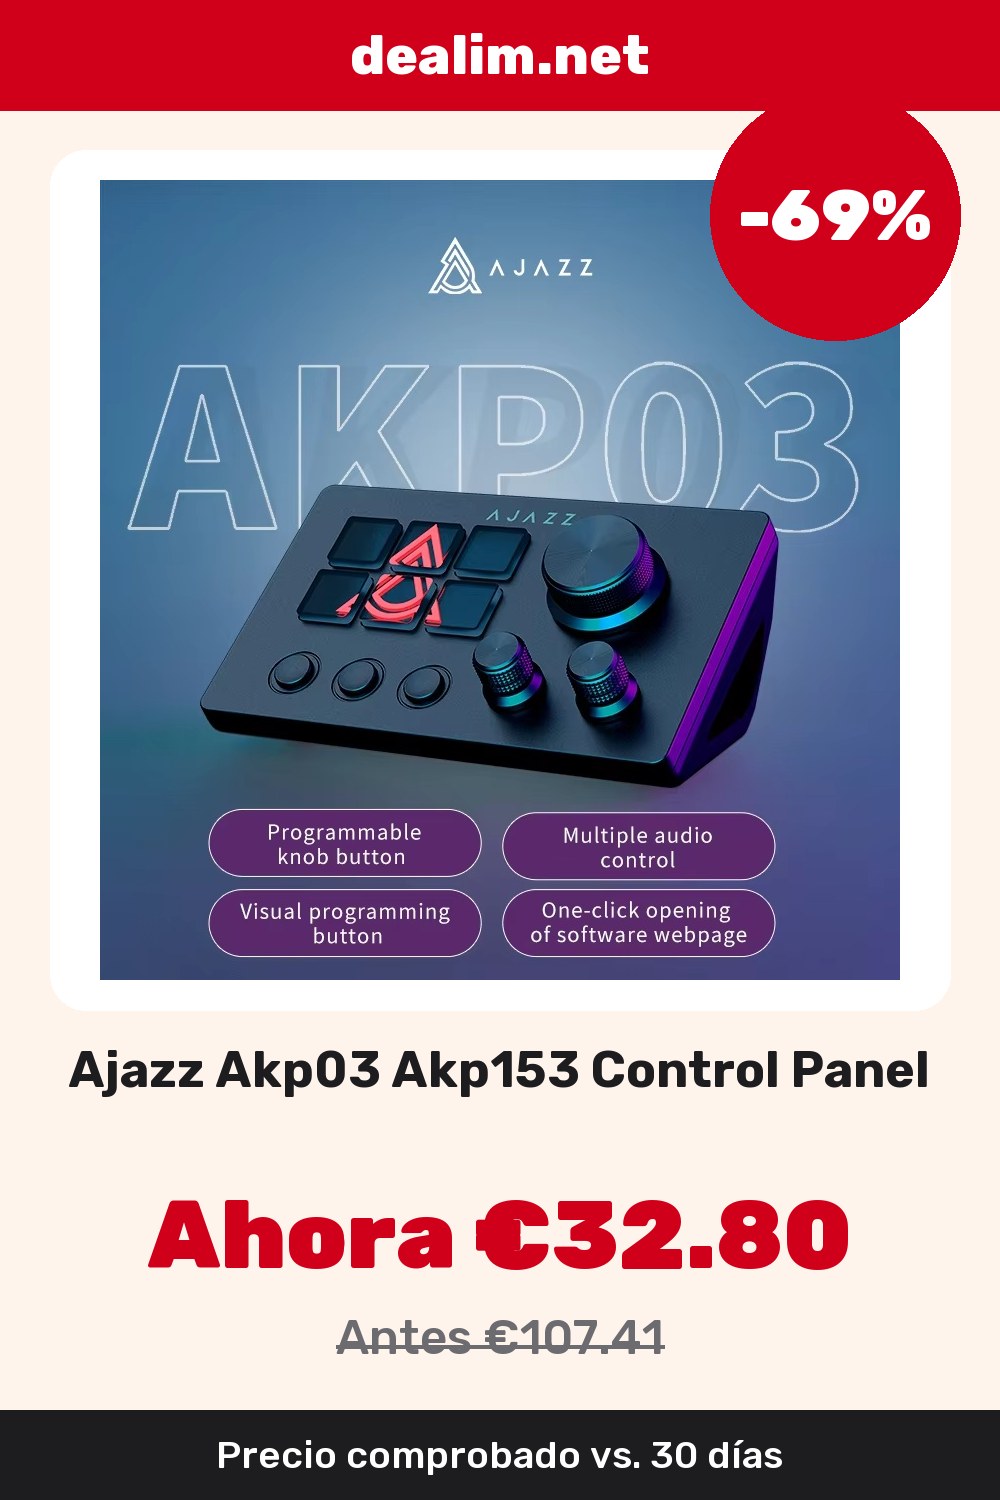 dealim.net
-69%
AJAZZ
AKP03
AJAZZ
Programmable
knob button
Multiple audio
control
Visual programming
button
One-click opening
of software webpage
Ajazz Akp03 Akp153 Control Panel
Ahora €32.80
Antes €107.41
Precio comprobado vs. 30 días